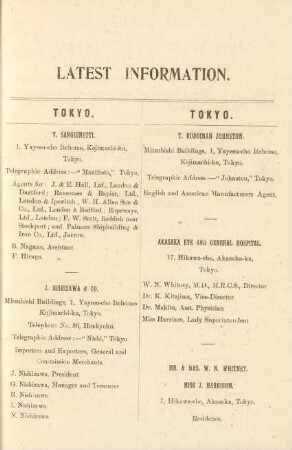 LATEST INFORMATION.
TOKYO.
Y. SANGUINETTI.
1, Yayesu-cho Itchome, Kojimachi-ku,
Tokyo.
Telegraphic Address:—"Manifesto," Tokyo.
Agents for: J. & E. Hall, Ltd., London &
Dartford; Ransomes & Rapier, Ltd.,
London & Ipswitch; W. H. Allen Son &
Co., Ltd., London & Bedford; Ropeways,
Ltd., London; F. W. Scott, Reddish near
Stockport; and Palmers Shipbuilding &
Iron Co., Ltd., Jarrow.
B. Nagano, Assistant
F. Hiraga.
J. NISHIZAWA & CO.
Mitsubishi Buildings, 1, Yayesu-cho Itchome
Kojimachi-ku, Tokyo.
Telephone No. 86, Honkyoku.
Telegraphic Address:—"Nishi," Tokyo
Importers and Exporters, General and
Commission Merchants
J. Nishizawa, President
G. Nishizawa, Manager and Treasurer
H. Nishizawa
I. Nishizawa
N. Nishizawa
TOKYO.
T. RUDDIMAN JOHNSTON.
Mitsubishi Buildings, 1, Yayesu-cho Itchome,
Kojimachi-ku, Tokyo.
Telegraphic Address—"Johnston," Tokyo.
English and American Manufacturers Agent.
AKASAKA EYE AND GENERAL HOSPITAL.
17, Hikawa-cho, Akasaka-ku,
Tokyo.
W. N. Whitney, M.D., M.R.C.S., Director
Dr. K. Kitajima, Vice-Director
Dr. Makita, Asst. Physician
Miss Harrison, Lady Superintendent
MR. & MRS. W. N. WHITNEY.
MISS J. HARRISON.
17, Hikawa-cho, Akasaka, Tokyo.
Residence.